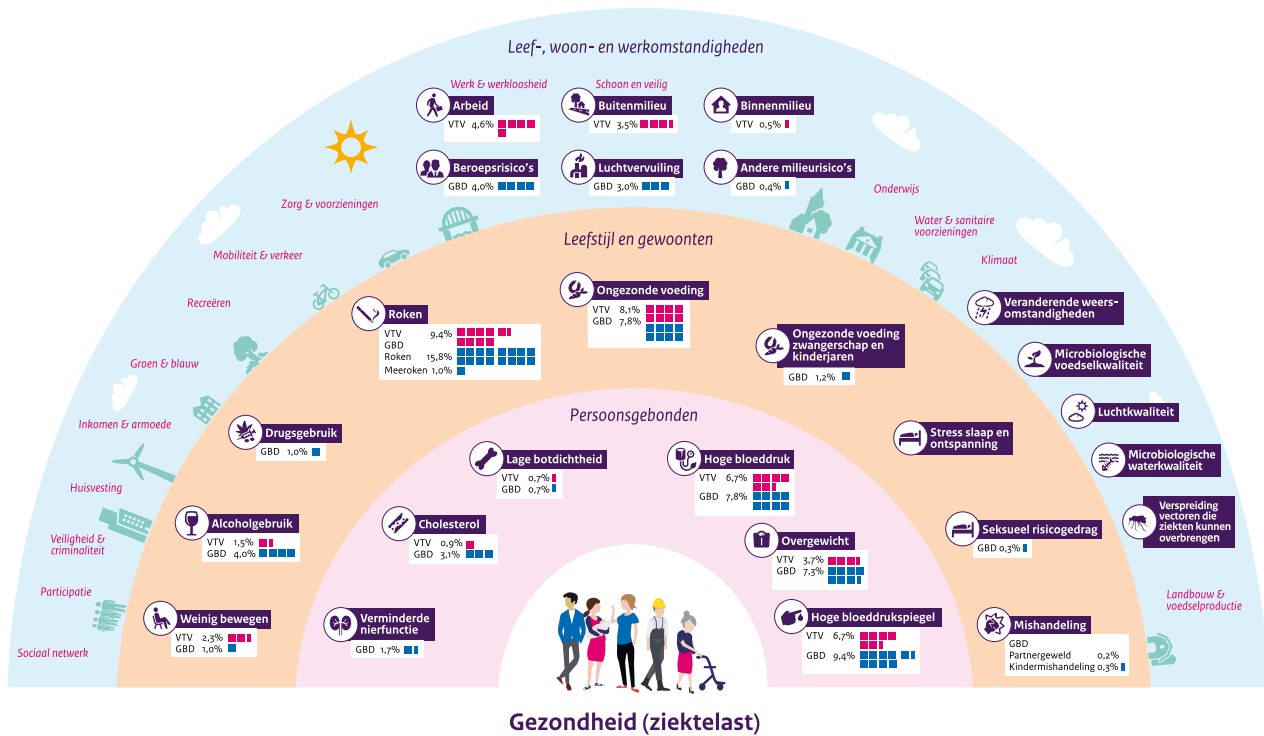 Leef-, woon- en werkomstandigheden
Werk & werkloosheid
Arbeid
VTV 4,6%
Schoon en veilig
Buitenmilieu
VTV 3,5%
Binnenmilieu
VTV 0,5%
Beroepsrisico's
GBD 4,0%
Luchtvervuiling
GBD 3,0%
Andere milieurisico's
GBD 0,4%
Zorg & voorzieningen
Mobiliteit & verkeer
Recreëren
Groen & blauw
Inkomen & armoede
Huisvesting
Veiligheid &
criminaliteit
Participatie
Sociaal netwerk
Onderwijs
Water & sanitaire
voorzieningen
Klimaat
Veranderende weers-
omstandigheden
Microbiologische
voedselkwaliteit
Luchtkwaliteit
Microbiologische
waterkwaliteit
Verspreiding
vectoren die
ziekten kunnen
overbrengen
Landbouw &
voedselproductie
Leefstijl en gewoonten
Roken
VTV 9,4%
GBD
Roken 15,8%
Meeroken 1,0%
Ongezonde voeding
VTV 8,1%
GBD 7,8%
Ongezonde voeding
zwangerschap en
kinderjaren
GBD 1,2%
Drugsgebruik
GBD 1,0%
Stress slaap en
ontspanning
Alcoholgebruik
VTV 1,5%
GBD 4,0%
Seksueel risicogedrag
GBD 0,3%
Weinig bewegen
VTV 2,3%
GBD 1,0%
Mishandeling
GBD
Partnergeweld 0,2%
Kindermishandeling 0,3%
Persoonsgebonden
Lage botdichtheid
VTV 0,7%
GBD 0,7%
Hoge bloeddruk
VTV 6,7%
GBD 7,8%
Cholesterol
VTV 0,9%
GBD 3,1%
Overgewicht
VTV 3,7%
GBD 7,3%
Verminderde
nierfunctie
GBD 1,7%
Hoge bloeddrukspiegel
VTV 6,7%
GBD 9,4%
Gezondheid (ziektelast)